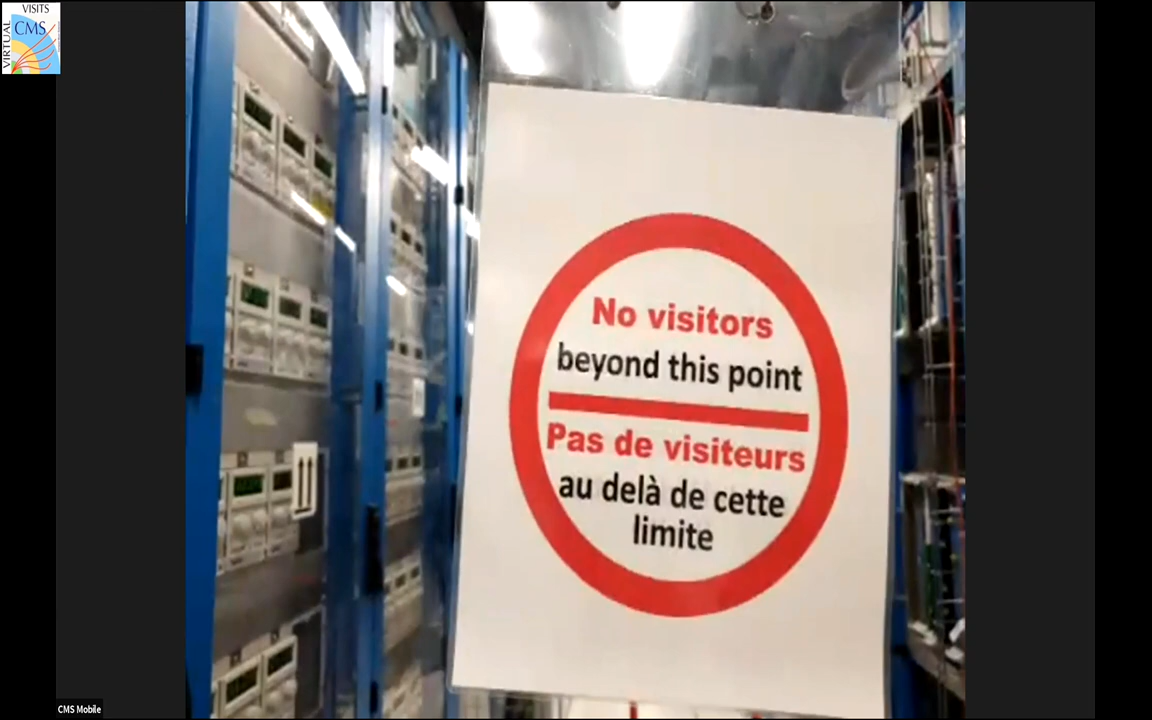 VISITS
VIRTUAL
CMS
No visitors
beyond this point
Pas de visiteurs
au delà de cette
limite
CMS Mobile